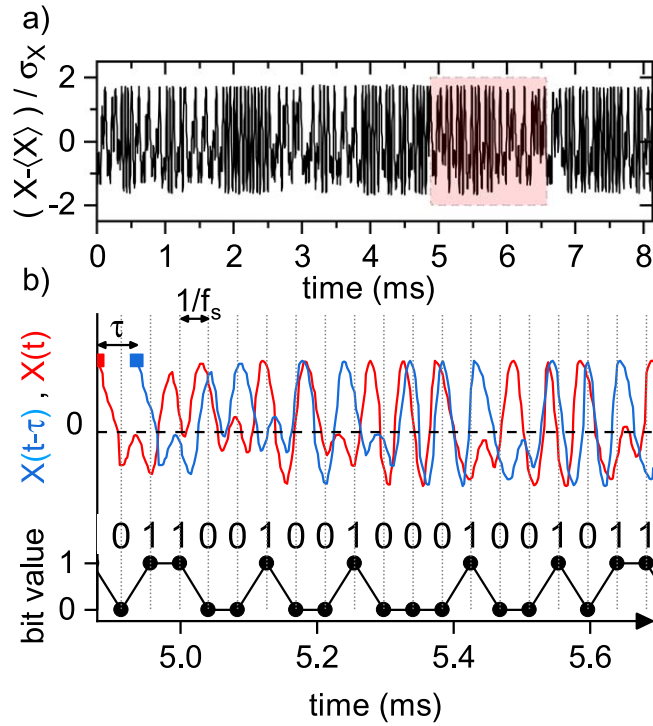 a)
( X-⟨X⟩ ) / σX
2
0
-2
0 1 2 3 4 5 6 7 8
time (ms)
b)
1/fs
τ
X(t-τ) , X(t)
0
0 1 1 0 0 1 0 0 1 0 0 0 1 0 0 1 0 1 1
bit value
1
0
5.0 5.2 5.4 5.6
time (ms)